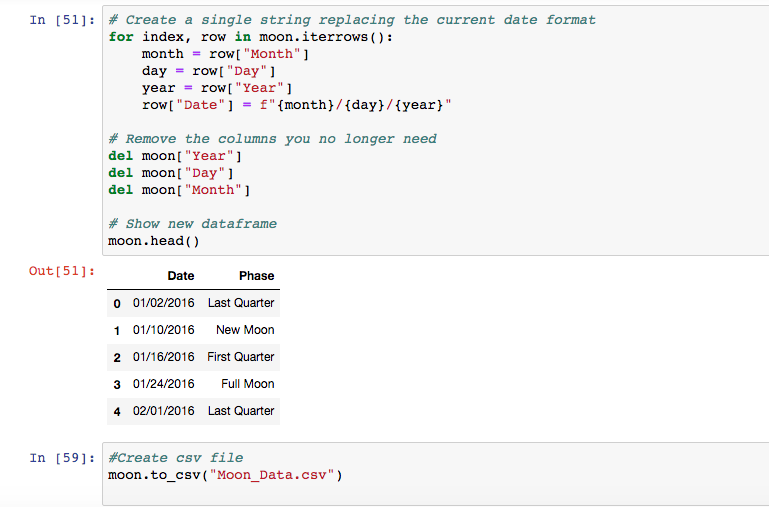 In [51]: # Create a single string replacing the current date format
for index, row in moon.iterrows():
    month = row["Month"]
    day = row["Day"]
    year = row["Year"]
    row["Date"] = f"{month}/{day}/{year}"

# Remove the columns you no longer need
del moon["Year"]
del moon["Day"]
del moon["Month"]

# Show new dataframe
moon.head()
Out[51]:
Date Phase
0 01/02/2016 Last Quarter
1 01/10/2016 New Moon
2 01/16/2016 First Quarter
3 01/24/2016 Full Moon
4 02/01/2016 Last Quarter
In [59]: #Create csv file
moon.to_csv("Moon_Data.csv")